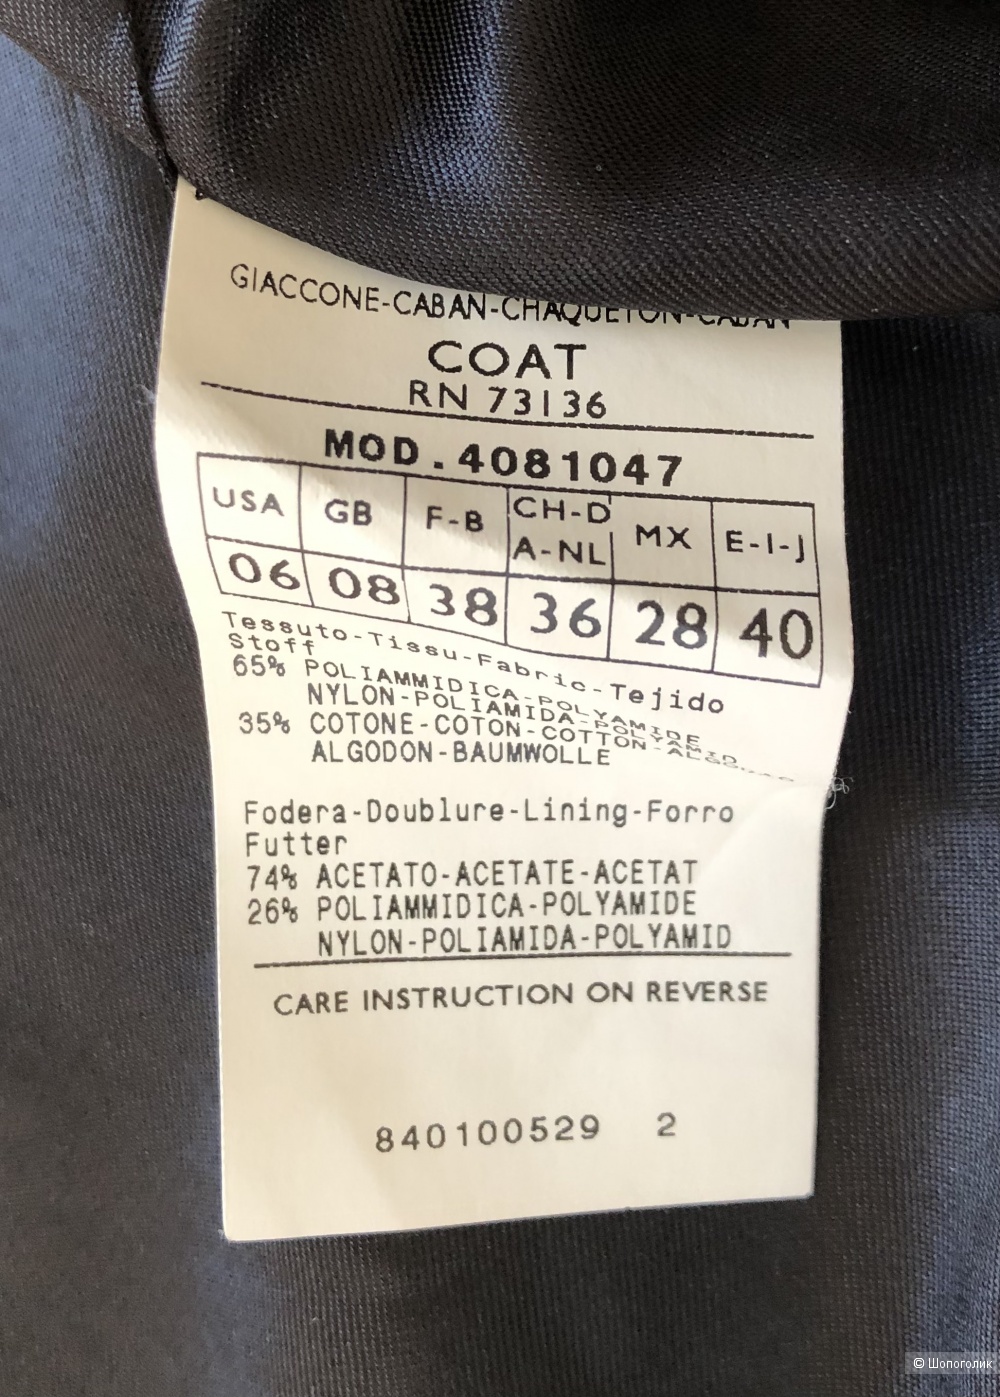 GIACCONE-CABAN-CHAQUETON-CABAN
COAT
RN 73136
MOD.4081047
USA GB F-B CH-D A-NL MX E-I-J
06 08 38 36 28 40
Tessuto-Tissu-Fabric-Tejido
Stoff
65% POLIAMMIDICA-POLYAMIDE
NYLON-POLIAMIDA-POLYAMID
35% COTONE-COTON-COTTON-ALGODAO
ALGODON-BAUMWOLLE
Fodera-Doublure-Lining-Forro
Futter
74% ACETATO-ACETATE-ACETAT
26% POLIAMMIDICA-POLYAMIDE
NYLON-POLIAMIDA-POLYAMID
CARE INSTRUCTION ON REVERSE
840100529 2
© Шопоголик